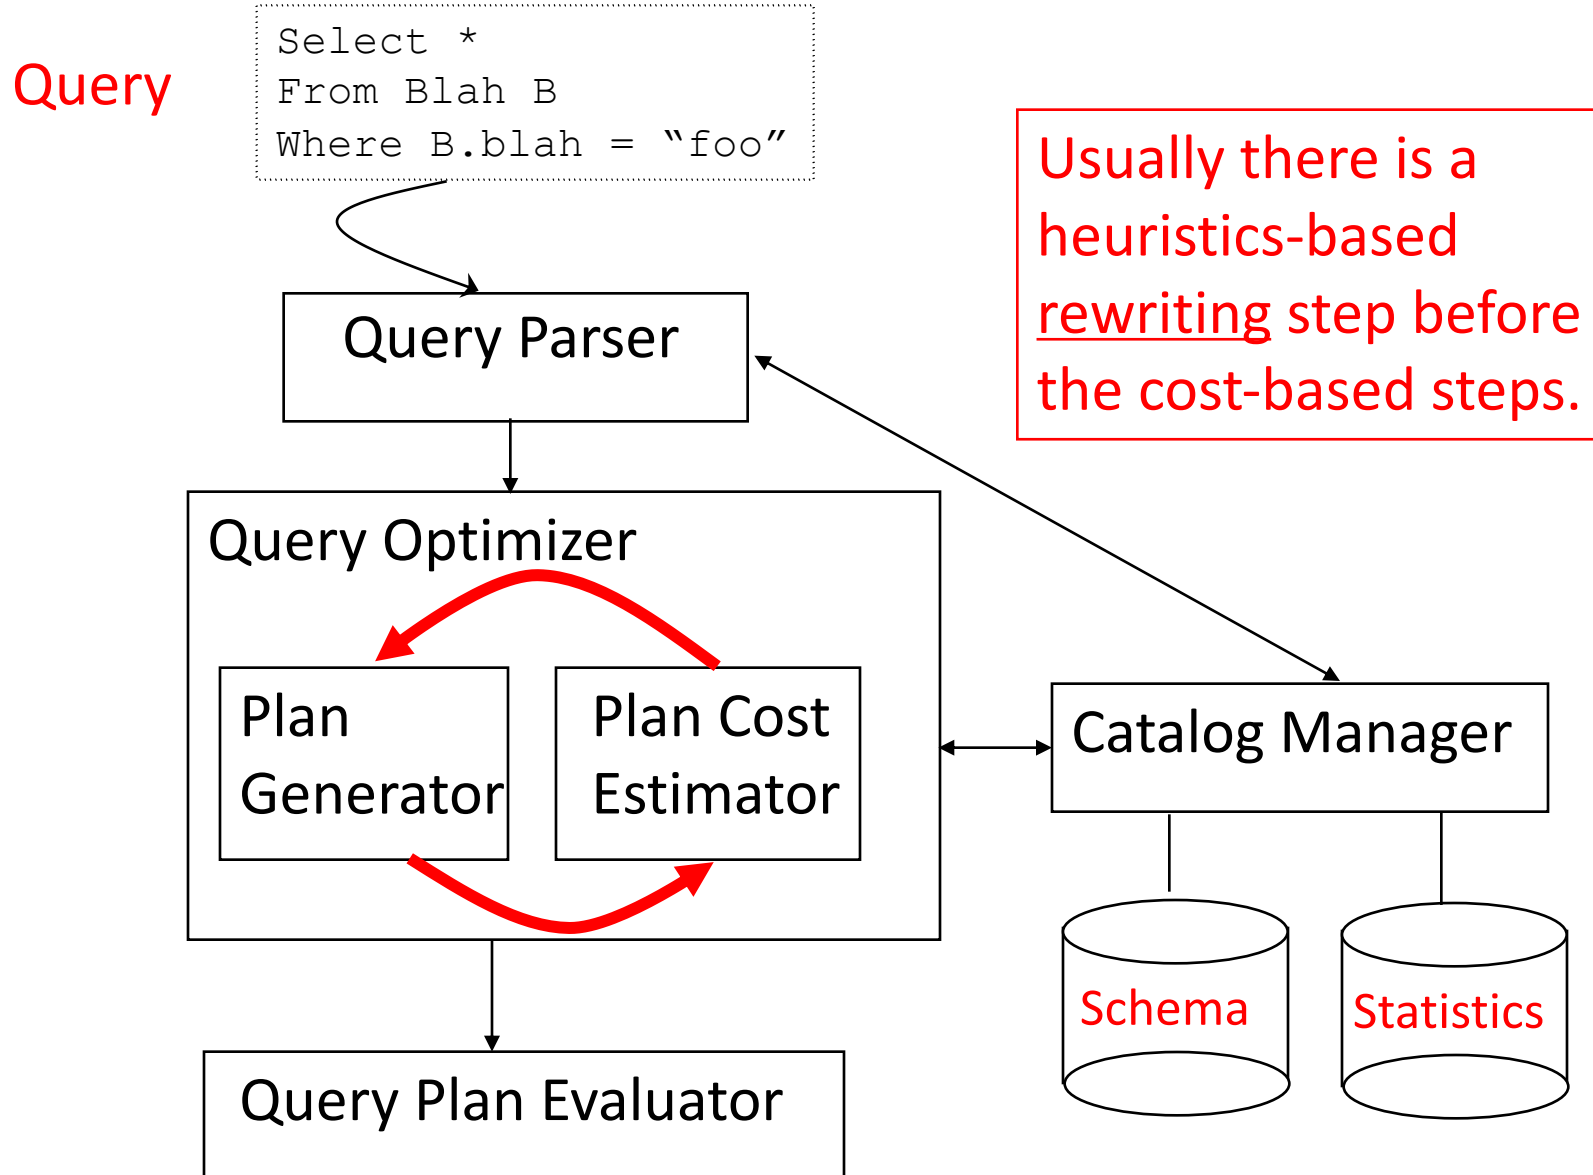 Query
Select *
From Blah B
Where B.blah = “foo”
Usually there is a
heuristics-based
rewriting step before
the cost-based steps.
Query Parser
Query Optimizer
Plan
Generator
Plan Cost
Estimator
Catalog Manager
Schema
Statistics
Query Plan Evaluator